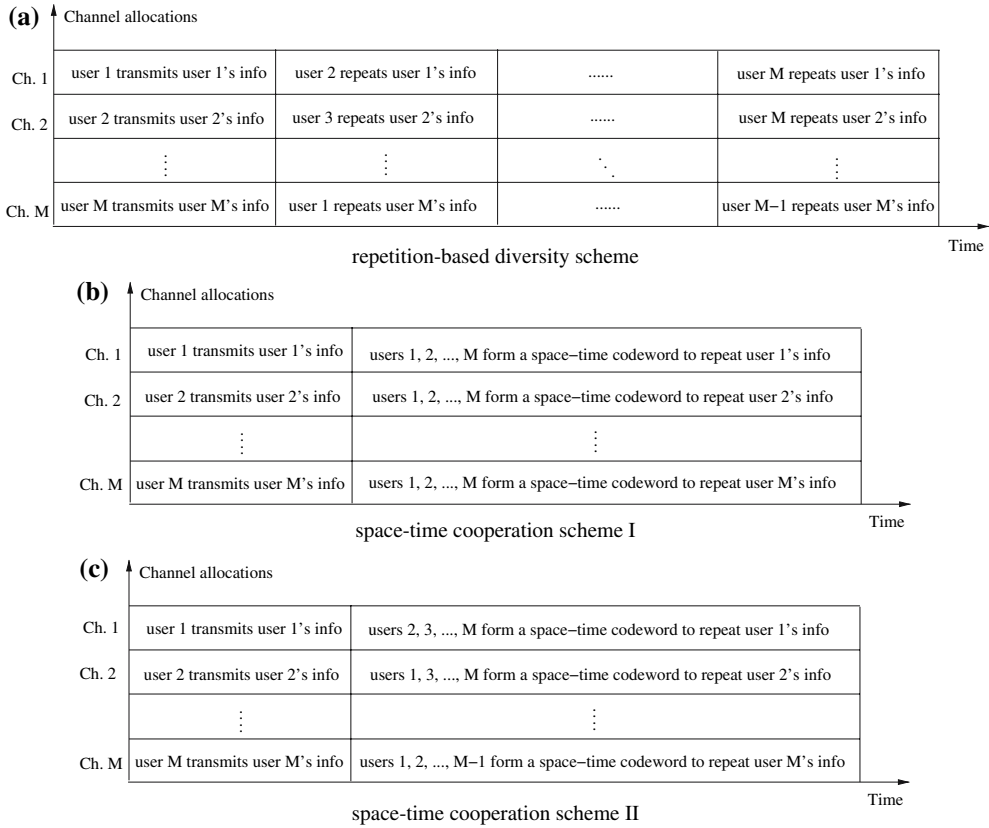 (a)
Channel allocations
Ch. 1 user 1 transmits user 1's info user 2 repeats user 1's info ...... user M repeats user 1's info
Ch. 2 user 2 transmits user 2's info user 3 repeats user 2's info ...... user M repeats user 2's info
Ch. M user M transmits user M's info user 1 repeats user M's info ...... user M−1 repeats user M's info
Time
repetition-based diversity scheme
(b)
Channel allocations
Ch. 1 user 1 transmits user 1's info users 1, 2, ..., M form a space−time codeword to repeat user 1's info
Ch. 2 user 2 transmits user 2's info users 1, 2, ..., M form a space−time codeword to repeat user 2's info
Ch. M user M transmits user M's info users 1, 2, ..., M form a space−time codeword to repeat user M's info
Time
space-time cooperation scheme I
(c)
Channel allocations
Ch. 1 user 1 transmits user 1's info users 2, 3, ..., M form a space−time codeword to repeat user 1's info
Ch. 2 user 2 transmits user 2's info users 1, 3, ..., M form a space−time codeword to repeat user 2's info
Ch. M user M transmits user M's info users 1, 2, ..., M−1 form a space−time codeword to repeat user M's info
Time
space-time cooperation scheme II